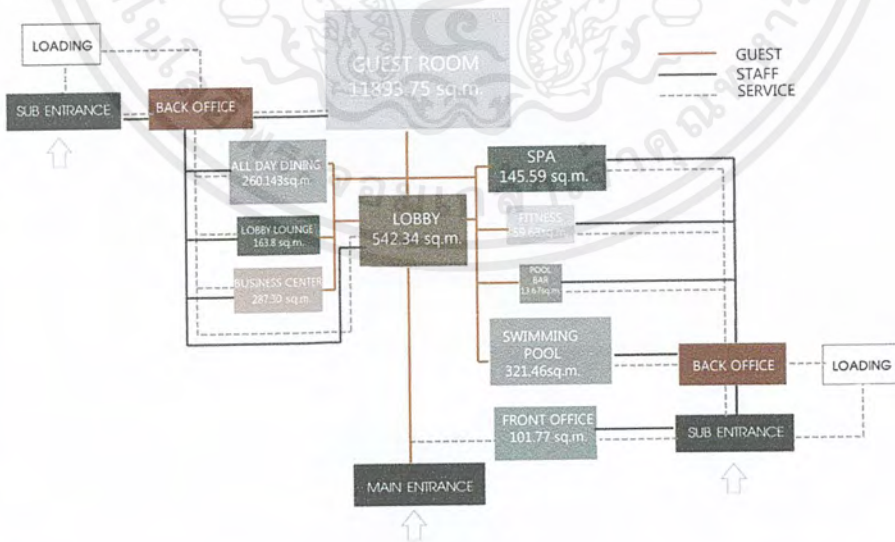 LOADING
SUB ENTRANCE
BACK OFFICE
GUEST ROOM
11893.75 sq.m.
GUEST
STAFF
SERVICE
ALL DAY DINING
260.143sq.m.
LOBBY LOUNGE
163.8 sq.m.
BUSINESS CENTER
287.30 sq.m.
LOBBY
542.34 sq.m.
SPA
145.59 sq.m.
FITNESS
POOL
BAR
13.67sq.m.
SWIMMING
POOL
321.46sq.m.
BACK OFFICE
LOADING
FRONT OFFICE
101.77 sq.m.
SUB ENTRANCE
MAIN ENTRANCE